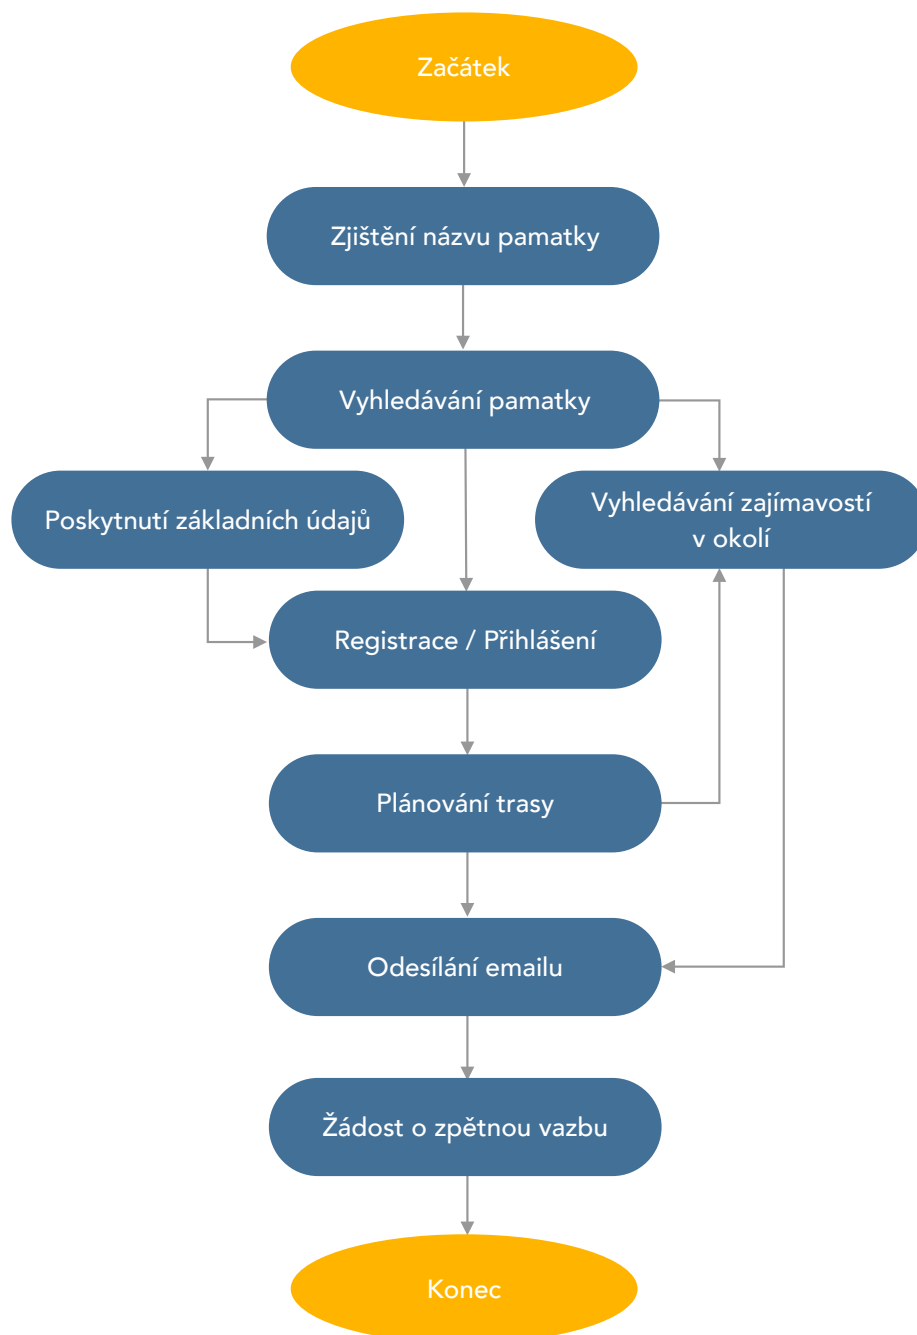 Začátek
Zjištění názvu pamatky
Vyhledávání pamatky
Poskytnutí základních údajů
Vyhledávání zajímavostí
v okolí
Registrace / Přihlášení
Plánování trasy
Odesílání emailu
Žádost o zpětnou vazbu
Konec